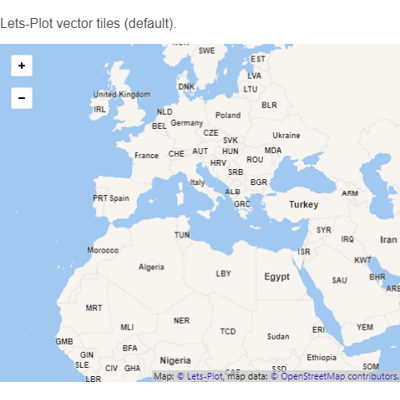 Lets-Plot vector tiles (default).
+
−
SWE
EST
LVA
LTU
DNK
United Kingdom
BLR
IRL
NLD
Poland
BEL
Germany
CZE
Ukraine
SVK
France
CHE
AUT
HUN
MDA
HRV
ROU
SRB
Italy
BGR
ALB
PRT
Spain
GRC
Turkey
ARM
TUN
SYR
IRQ
Iran
Morocco
ISR
KWT
Algeria
LBY
Egypt
SAU
BHR
ARE
MRT
NER
MLI
TCD
Sudan
ERI
YEM
GMB
BFA
GIN
Nigeria
Ethiopia
SLE
CIV
GHA
SSD
SOM
LBR
Map: © Lets-Plot, map data: © OpenStreetMap contributors.